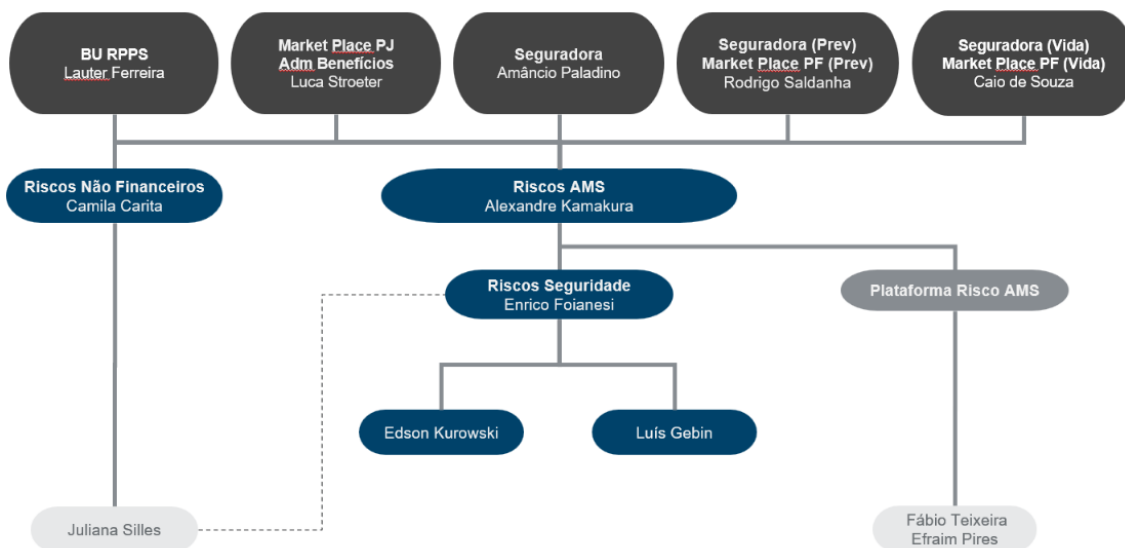 BU RPPS
Lauter Ferreira
Market Place PJ
Adm Benefícios
Luca Stroeter
Seguradora
Amâncio Paladino
Seguradora (Prev)
Market Place PF (Prev)
Rodrigo Saldanha
Seguradora (Vida)
Market Place PF (Vida)
Caio de Souza
Riscos Não Financeiros
Camila Carita
Riscos AMS
Alexandre Kamakura
Riscos Seguridade
Enrico Foianesi
Plataforma Risco AMS
Edson Kurowski
Luís Gebin
Juliana Silles
Fábio Teixeira
Efraim Pires